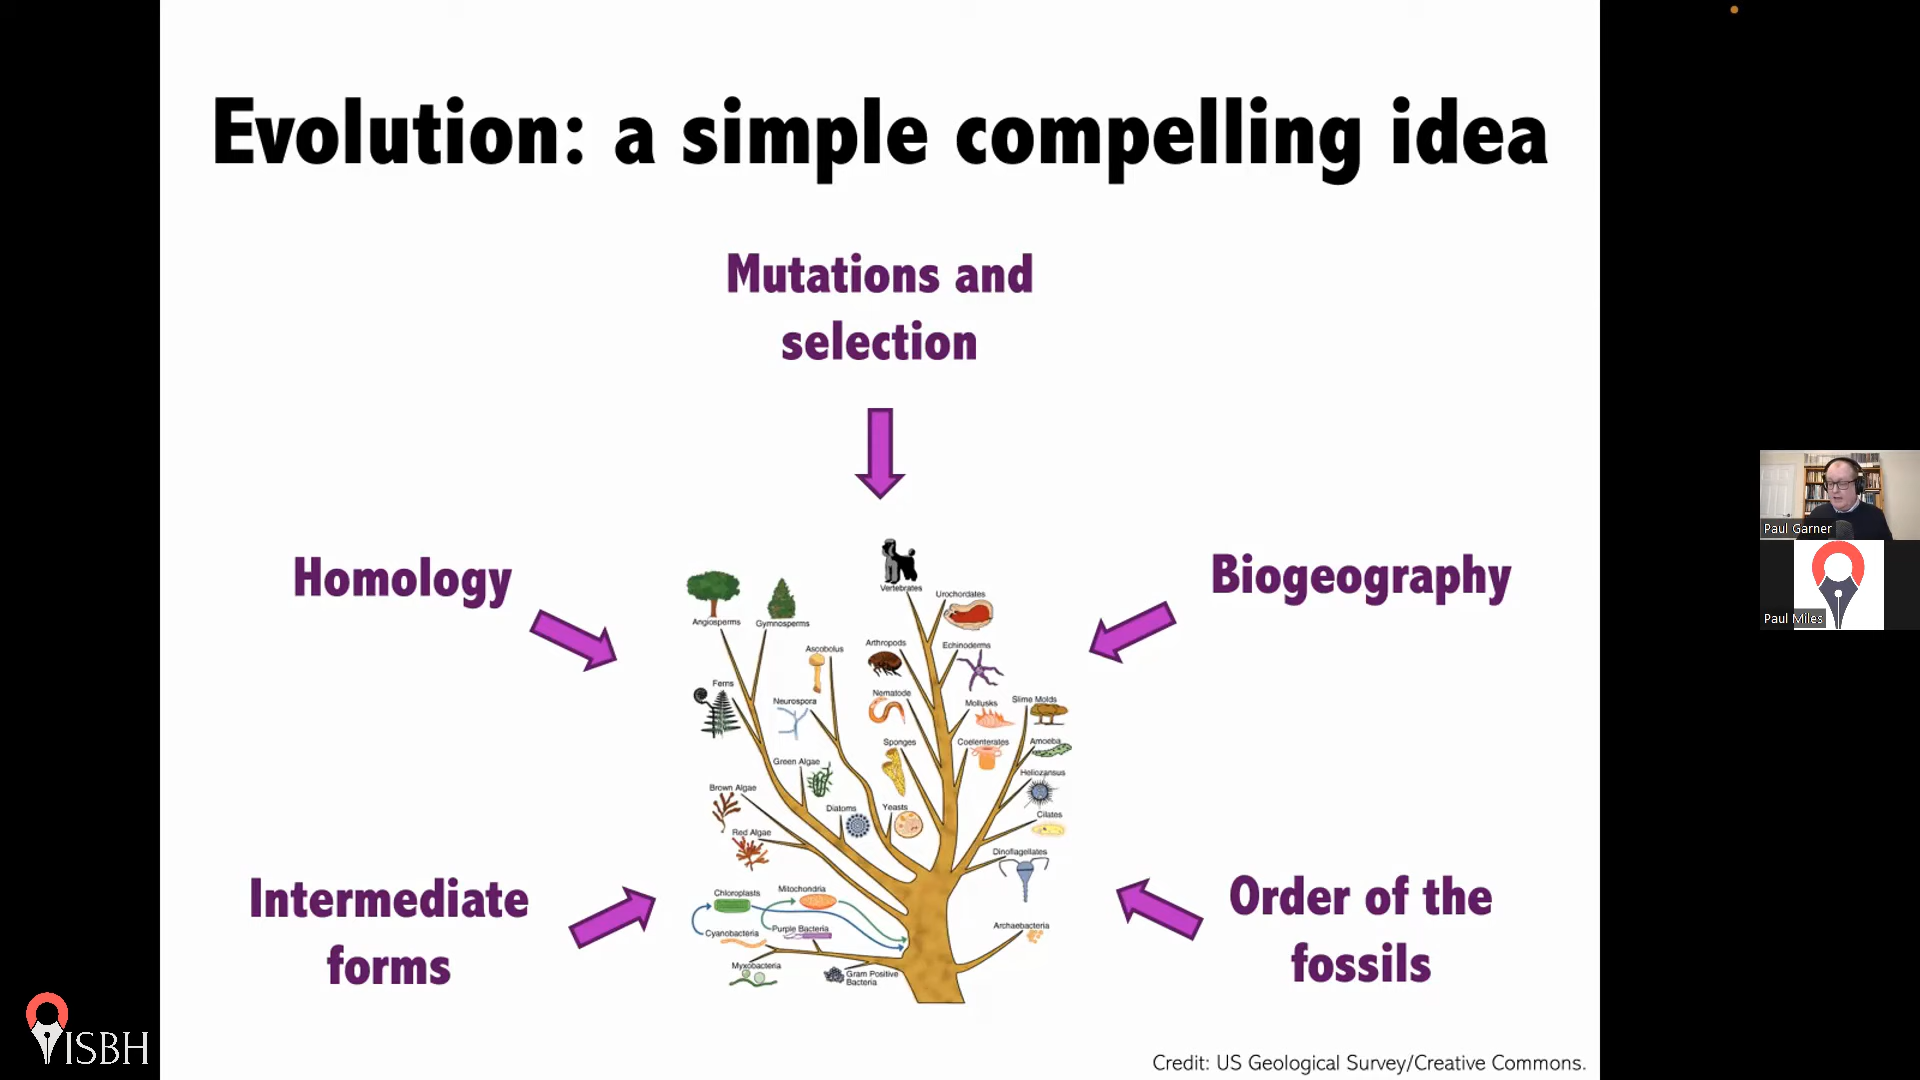 Evolution: a simple compelling idea
Mutations and
selection
Homology
Biogeography
Intermediate
forms
Order of the
fossils
Vertebrates
Urochordates
Angiosperms
Gymnosperms
Arthropods
Echinoderms
Ascobolus
Ferns
Nematode
Neurospora
Mollusks
Slime Molds
Sponges
Coelenterates
Amoeba
Green Algae
Heliozansus
Brown Algae
Diatoms
Yeasts
Cilates
Red Algae
Dinoflagellates
Chloroplasts
Mitochondria
Cyanobacteria
Purple Bacteria
Archaebacteria
Myxobacteria
Gram Positive
Bacteria
Paul Garner
Paul Miles
ISBH
Credit: US Geological Survey/Creative Commons.